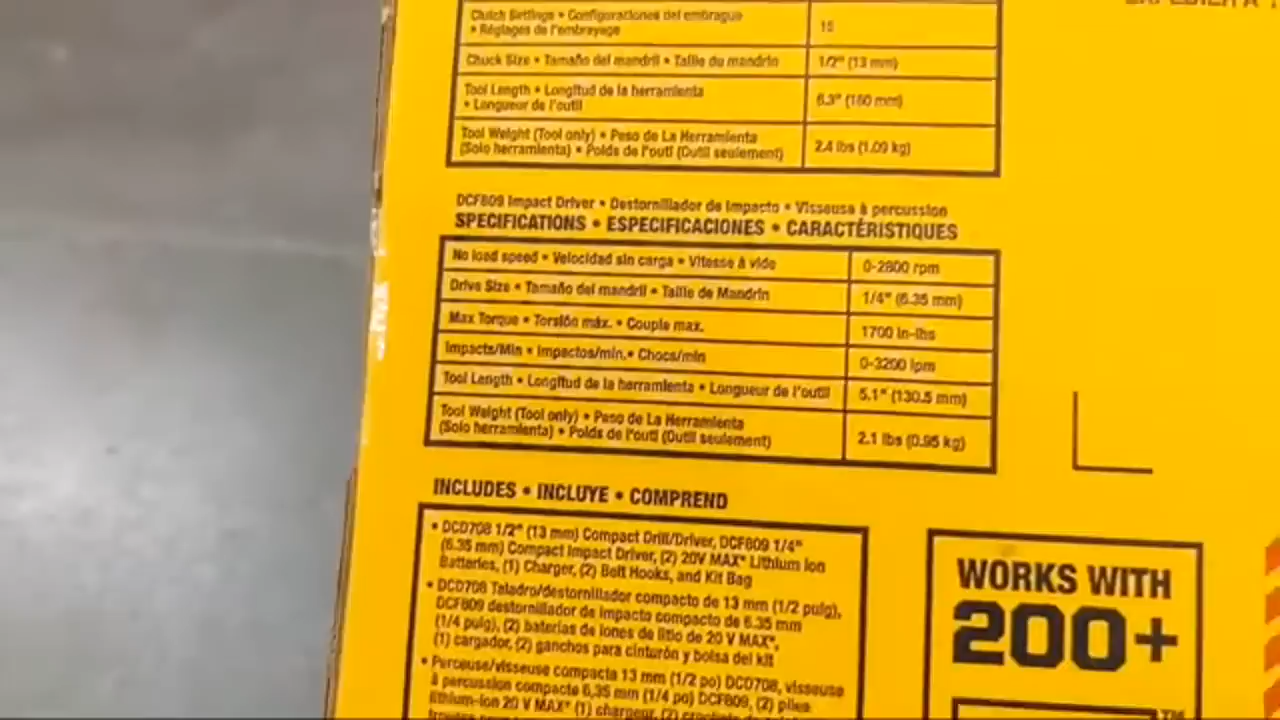 Clutch Settings • Configuraciones del embrague
• Réglages de l'embrayage
15
Chuck Size • Tamaño del mandril • Taille du mandrin
1/2" (13 mm)
Tool Length • Longitud de la herramienta
• Longueur de l'outil
6.3" (160 mm)
Tool Weight (Tool only) • Peso de La Herramienta
(Solo herramienta) • Poids de l'outi (Outil seulement)
2.4 lbs (1.09 kg)
DCF809 Impact Driver • Destornillador de Impacto • Visseuse à percussion
SPECIFICATIONS • ESPECIFICACIONES • CARACTÉRISTIQUES
No load speed • Velocidad sin carga • Vitesse à vide
0-2800 rpm
Drive Size • Tamaño del mandril • Taille de Mandrin
1/4" (6.35 mm)
Max Torque • Torsión máx. • Couple max.
1700 in-lbs
Impacts/Min • Impactos/min.• Chocs/min
0-3200 ipm
Tool Length • Longitud de la herramienta • Longueur de l'outil
5.1" (130.5 mm)
Tool Weight (Tool only) • Peso de La Herramienta
(Solo herramienta) • Poids de l'outi (Outil seulement)
2.1 lbs (0.95 kg)
INCLUDES • INCLUYE • COMPREND
• DCD708 1/2" (13 mm) Compact Drill/Driver, DCF809 1/4"
(6.35 mm) Compact Impact Driver, (2) 20V MAX* Lithium Ion
Batteries, (1) Charger, (2) Belt Hooks, and Kit Bag
• DCD708 Taladro/destornillador compacto de 13 mm (1/2 pulg),
DCF809 destornillador de impacto compacto de 6.35 mm
(1/4 pulg), (2) baterías de iones de litio de 20 V MAX*,
(1) cargador, (2) ganchos para cinturón y bolsa del kit
• Perceuse/visseuse compacte 13 mm (1/2 po) DCD708, visseuse
à percussion compacte 6,35 mm (1/4 po) DCF809, (2) piles
lithium-ion 20 V MAX* (1) chargeur, (2)
WORKS WITH
200+
TM